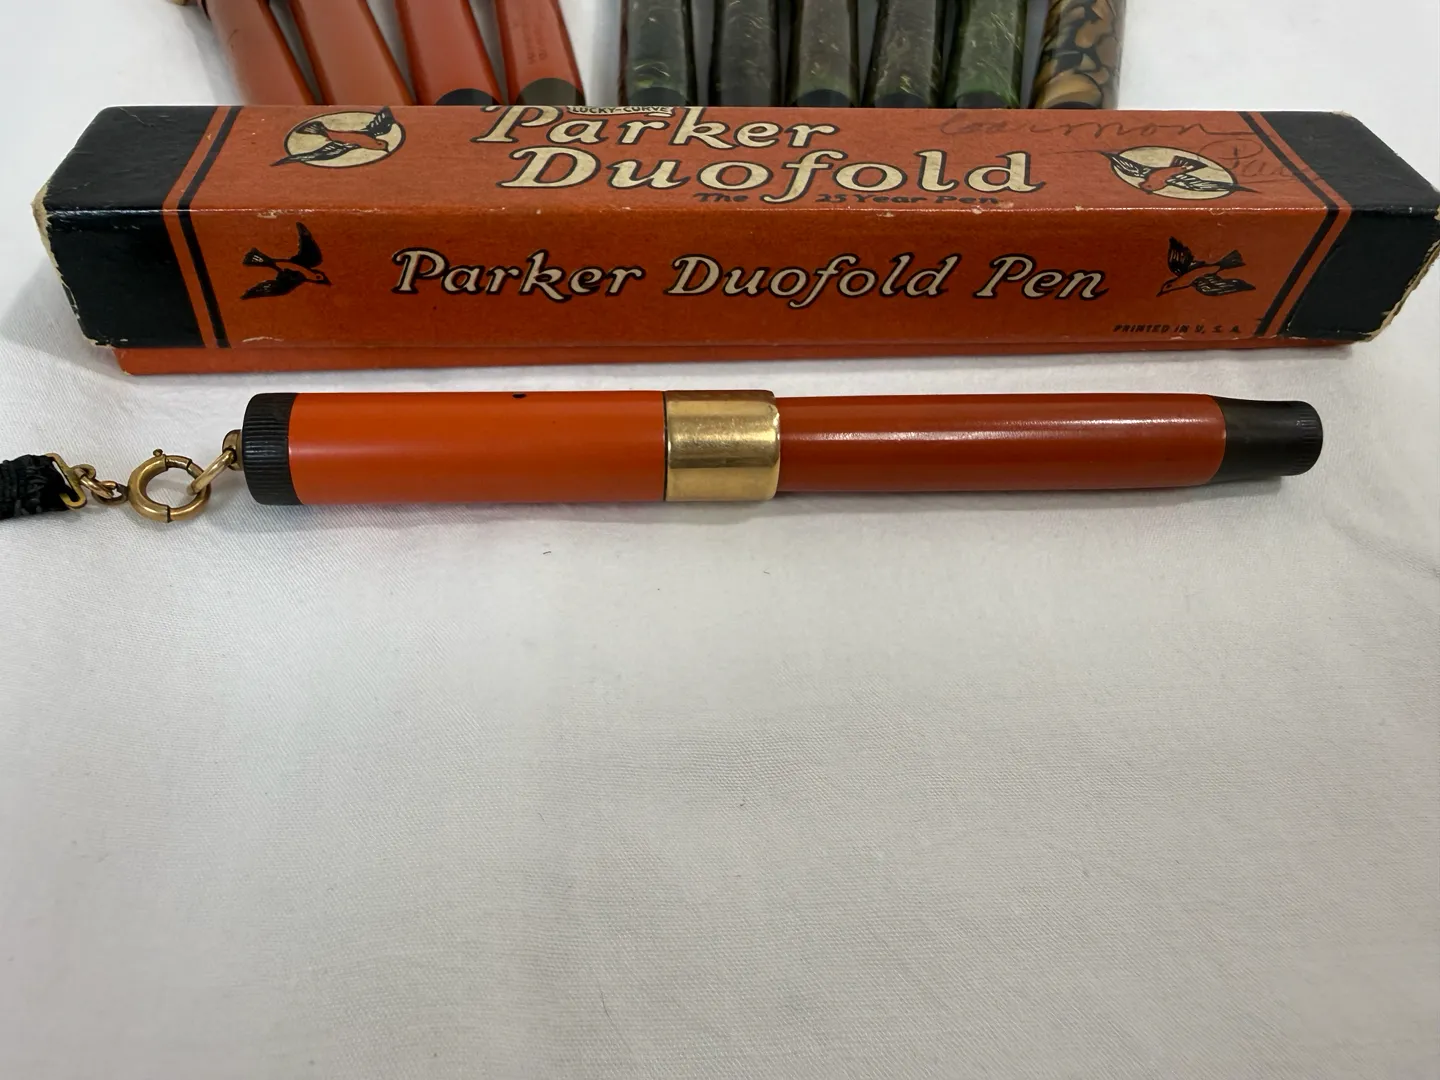 LUCKY-CURVE
Parker
Duofold
The 25 Year Pen
Parker Duofold Pen
PRINTED IN U. S. A.